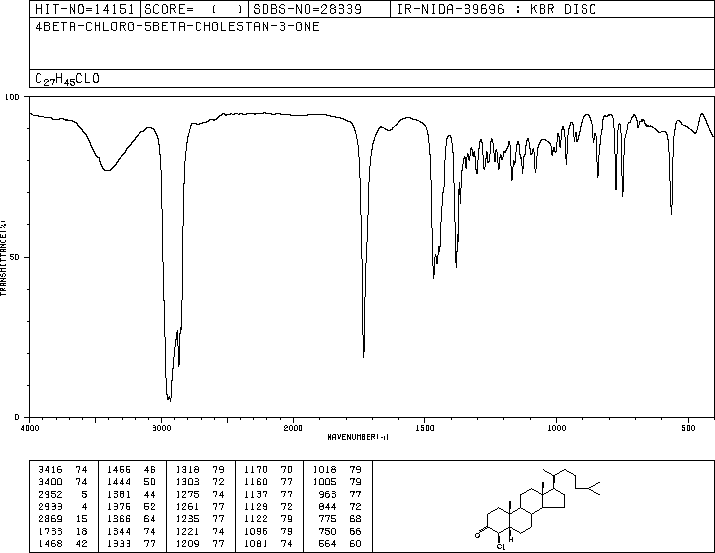 HIT-NO=14151 SCORE= ( ) SDBS-NO=28339 IR-NIDA-39696 : KBR DISC
4BETA-CHLORO-5BETA-CHOLESTAN-3-ONE
C27H45CLO
100
TRANSMITTANCE(%)
50
0
4000 3000 2000 1500 1000 500
WAVENUMBER(-1)
3416 74 1466 46 1318 79 1170 70 1018 79
3400 74 1444 50 1303 72 1160 77 1005 79
2952 5 1381 44 1275 74 1137 77 963 77
2933 4 1376 62 1261 77 1129 72 844 72
2869 15 1366 64 1235 77 1122 79 775 68
1733 18 1344 74 1221 74 1096 79 750 66
1468 42 1333 77 1209 77 1081 74 564 60
O
H
Cl